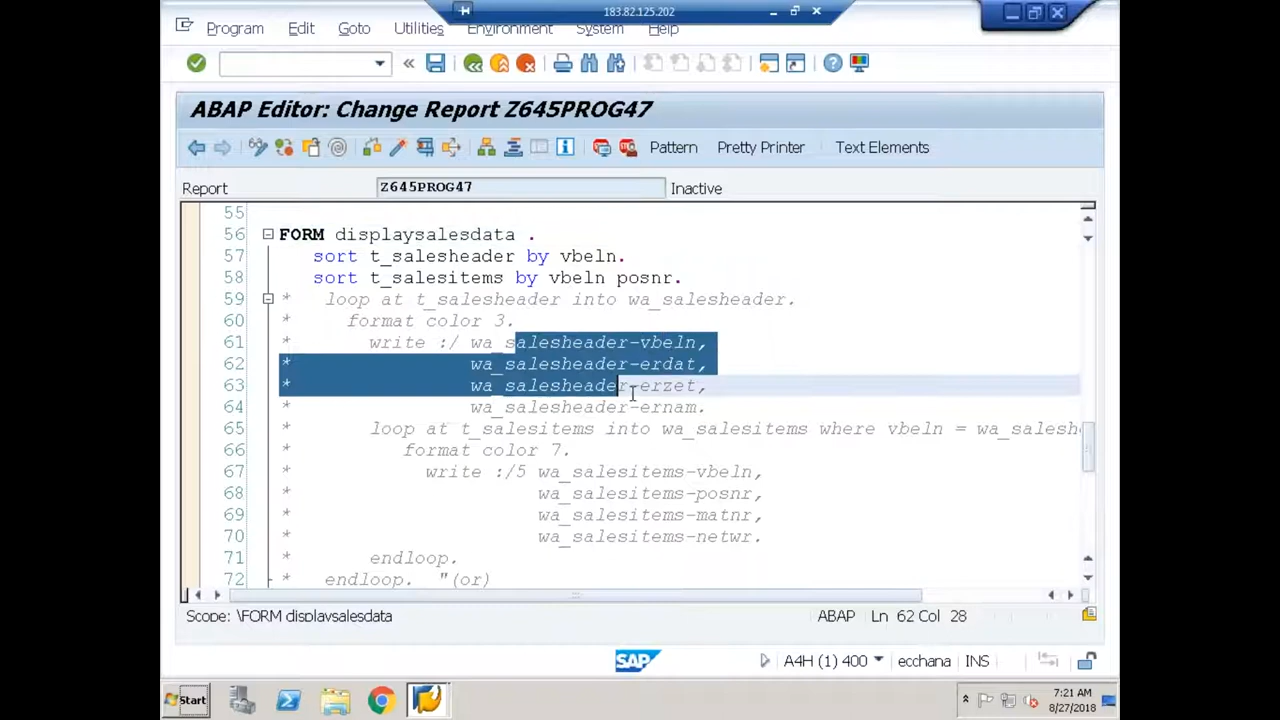 183.82.125.202
Program Edit Goto Utilities Environment System Help
ABAP Editor: Change Report Z645PROG47
Pattern Pretty Printer Text Elements
Report Z645PROG47 Inactive
55
56 FORM displaysalesdata .
57 sort t_salesheader by vbeln.
58 sort t_salesitems by vbeln posnr.
59 * loop at t_salesheader into wa_salesheader.
60 * format color 3.
61 * write :/ wa_salesheader-vbeln,
62 * wa_salesheader-erdat,
63 * wa_salesheader-erzet,
64 * wa_salesheader-ernam.
65 * loop at t_salesitems into wa_salesitems where vbeln = wa_salesh
66 * format color 7.
67 * write :/5 wa_salesitems-vbeln,
68 * wa_salesitems-posnr,
69 * wa_salesitems-matnr,
70 * wa_salesitems-netwr.
71 * endloop.
72 * endloop. "(or)
Scope: \FORM displaysalesdata ABAP Ln 62 Col 28
SAP A4H (1) 400 ecchana INS
Start 7:21 AM
8/27/2018